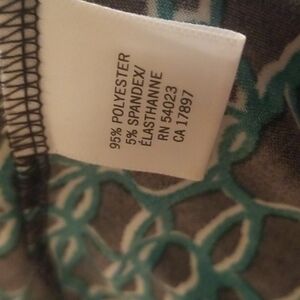 95% POLYESTER
5% SPANDEX/
ÉLASTHANNE
RN 54023
CA 17897